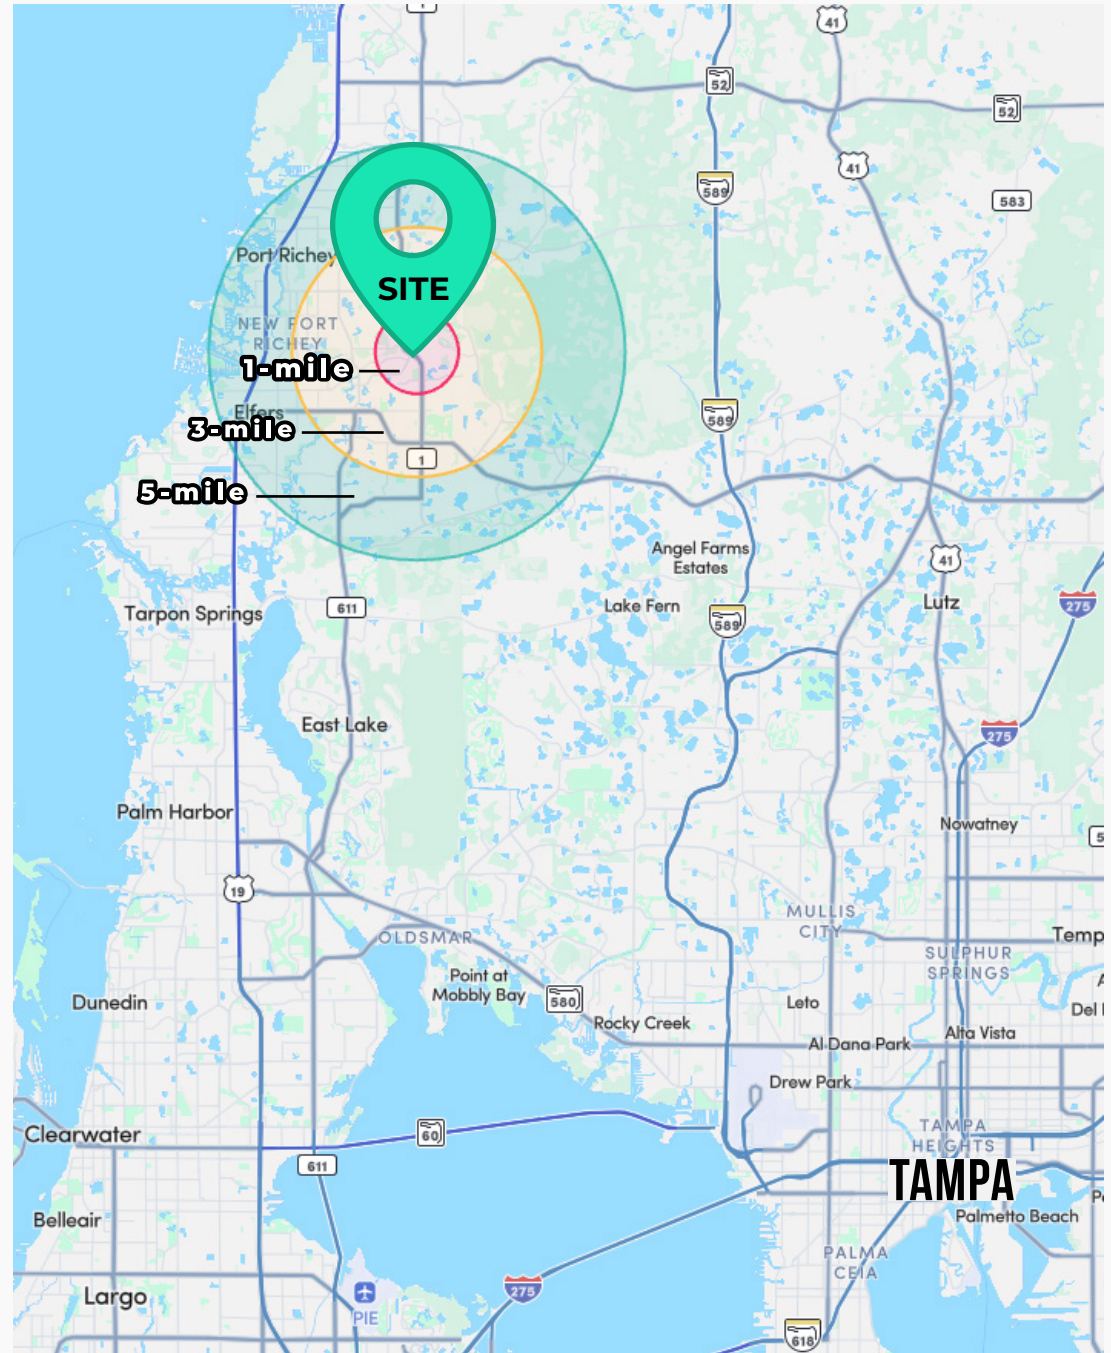 1
41
52
52
41
589
583
Port Richey
SITE
NEW PORT
RICHEY
1-mile
Elfers
589
3-mile
1
5-mile
Angel Farms
Estates
41
Lake Fern
Lutz
275
611
Tarpon Springs
589
East Lake
275
Palm Harbor
Nowatney
5
19
MULLIS
CITY
OLDSMAR
Temp
SULPHUR
SPRINGS
Point at
Mobbly Bay
580
Dunedin
Leto
A
Del
Rocky Creek
Alta Vista
Al Dana Park
Drew Park
Clearwater
60
TAMPA
HEIGHTS
611
TAMPA
Belleair
Palmetto Beach
PALMA
CEIA
Largo
PIE
275
618